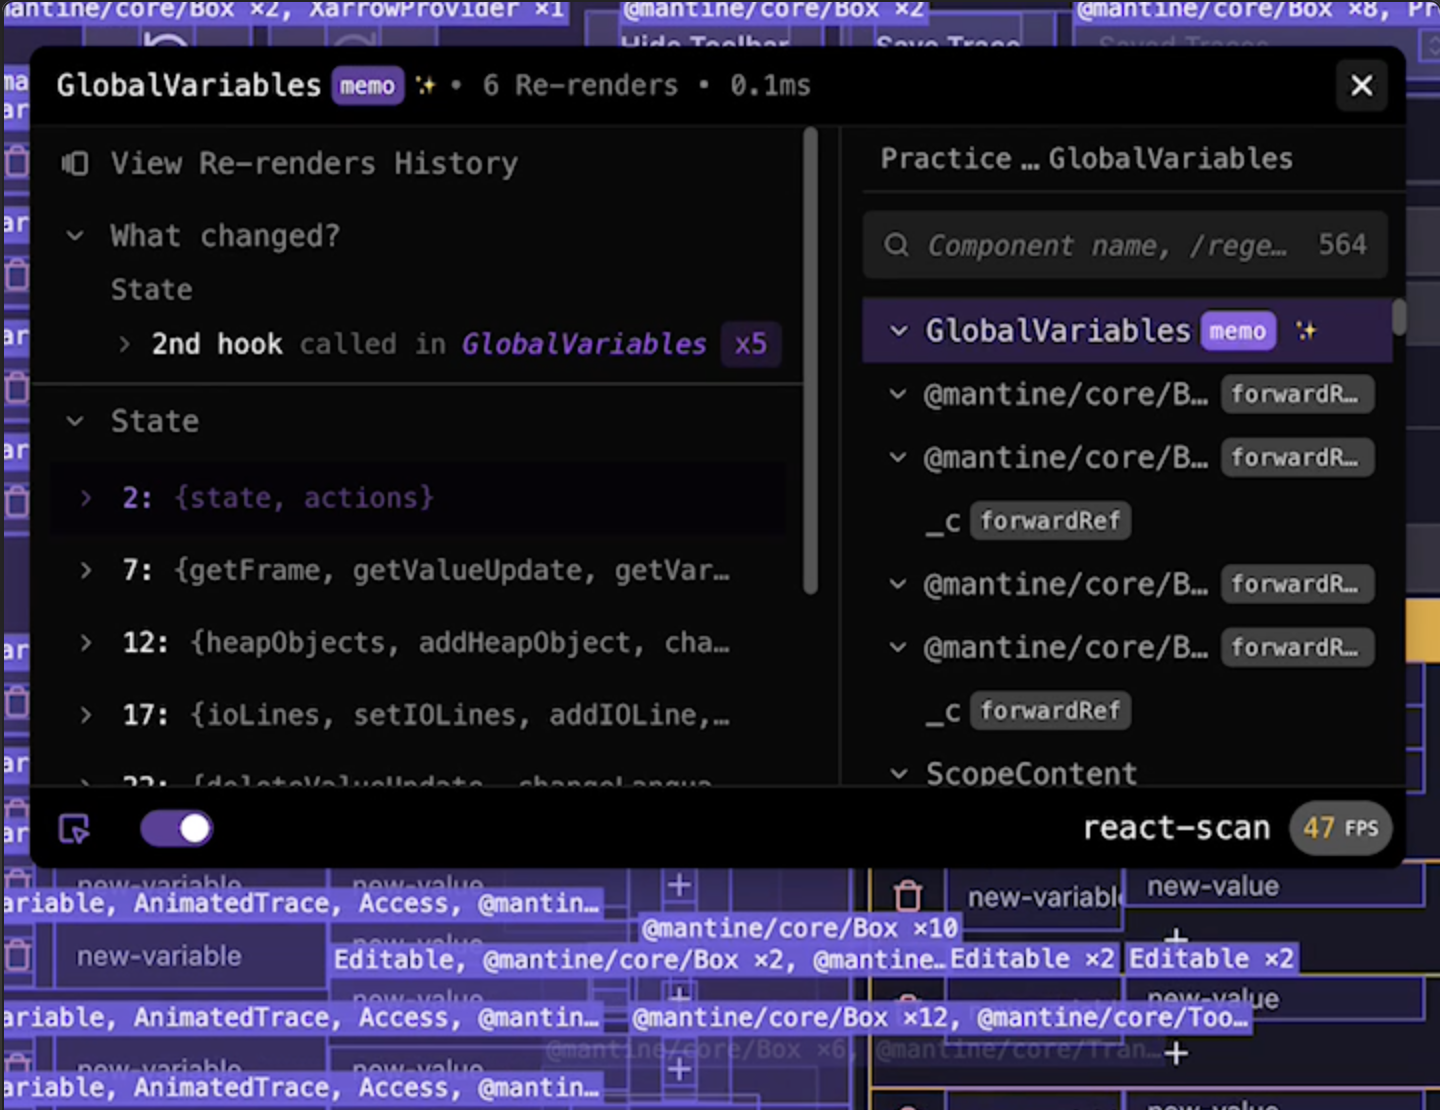 antine/core/Box ×2, XarrowProvider ×1
@mantine/core/Box ×2
@mantine/core/Box ×8, Pr
Hide Toolbar
Save Trace
Saved Traces
GlobalVariables memo ✨ • 6 Re-renders • 0.1ms
View Re-renders History
What changed?
State
2nd hook called in GlobalVariables x5
State
2: {state, actions}
7: {getFrame, getValueUpdate, getVar…
12: {heapObjects, addHeapObject, cha…
17: {ioLines, setIOLines, addIOLine,…
22: {deleteValueUpdate, changeLangua…
Practice … GlobalVariables
Component name, /rege… 564
GlobalVariables memo ✨
@mantine/core/B… forwardR…
@mantine/core/B… forwardR…
_c forwardRef
@mantine/core/B… forwardR…
@mantine/core/B… forwardR…
_c forwardRef
ScopeContent
react-scan 47 FPS
new-variable new-value + new-variable new-value
ariable, AnimatedTrace, Access, @mantin…
@mantine/core/Box ×10 +
new-variable
Editable, @mantine/core/Box ×2, @mantine… Editable ×2 Editable ×2
new-value + new-value
ariable, AnimatedTrace, Access, @mantin… @mantine/core/Box ×12, @mantine/core/Too…
@mantine/core/Box ×6, @mantine/core/Tran… +
new-variable new-value +
ariable, AnimatedTrace, Access, @mantin…
new-value